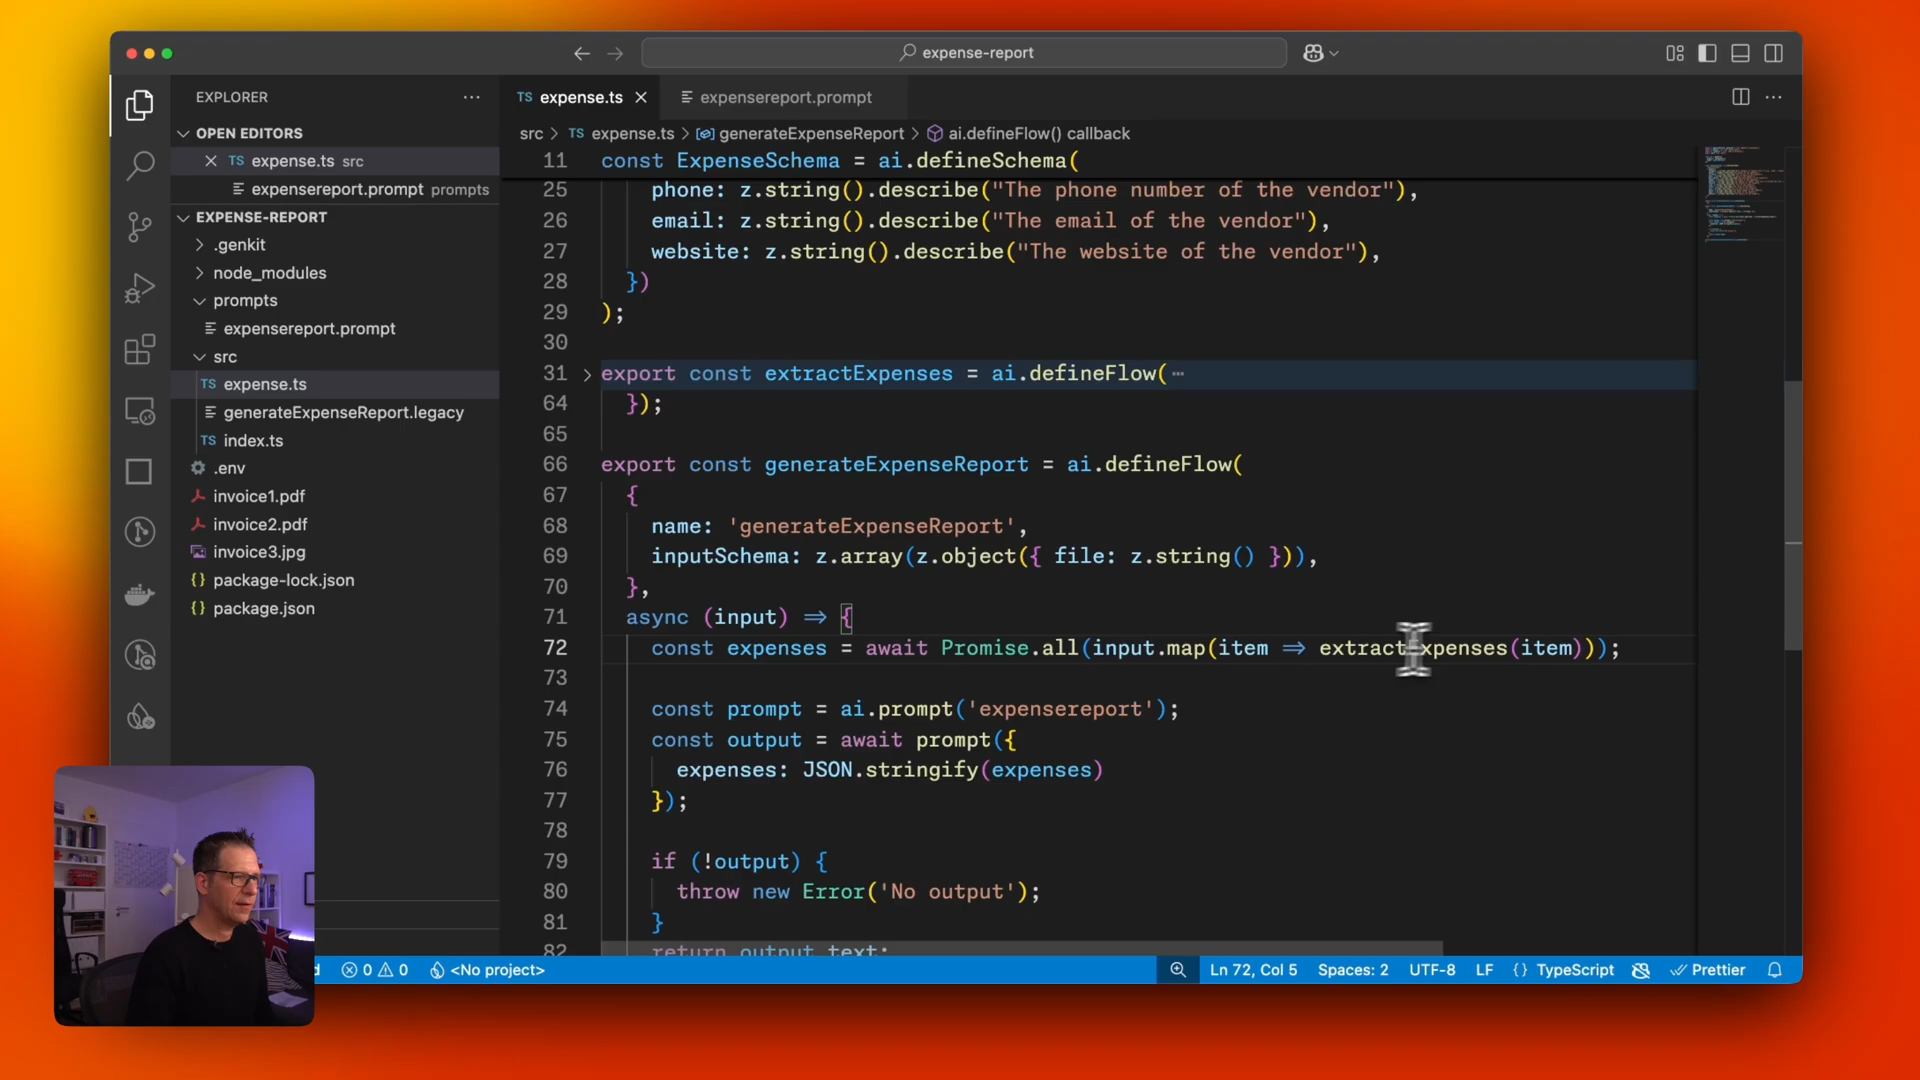 expense-report
EXPLORER
OPEN EDITORS
TS expense.ts src
expensereport.prompt prompts
EXPENSE-REPORT
.genkit
node_modules
prompts
expensereport.prompt
src
TS expense.ts
generateExpenseReport.legacy
TS index.ts
.env
invoice1.pdf
invoice2.pdf
invoice3.jpg
{} package-lock.json
{} package.json
TS expense.ts
expensereport.prompt
src > TS expense.ts > generateExpenseReport > ai.defineFlow() callback
11 const ExpenseSchema = ai.defineSchema(
25 phone: z.string().describe("The phone number of the vendor"),
26 email: z.string().describe("The email of the vendor"),
27 website: z.string().describe("The website of the vendor"),
28 })
29 );
30
31 export const extractExpenses = ai.defineFlow( ⋯
64 });
65
66 export const generateExpenseReport = ai.defineFlow(
67 {
68 name: 'generateExpenseReport',
69 inputSchema: z.array(z.object({ file: z.string() })),
70 },
71 async (input) => {
72 const expenses = await Promise.all(input.map(item => extractExpenses(item)));
73
74 const prompt = ai.prompt('expensereport');
75 const output = await prompt({
76 expenses: JSON.stringify(expenses)
77 });
78
79 if (!output) {
80 throw new Error('No output');
81 }
82 return output.text;
0 0 <No project>
Ln 72, Col 5 Spaces: 2 UTF-8 LF {} TypeScript Prettier